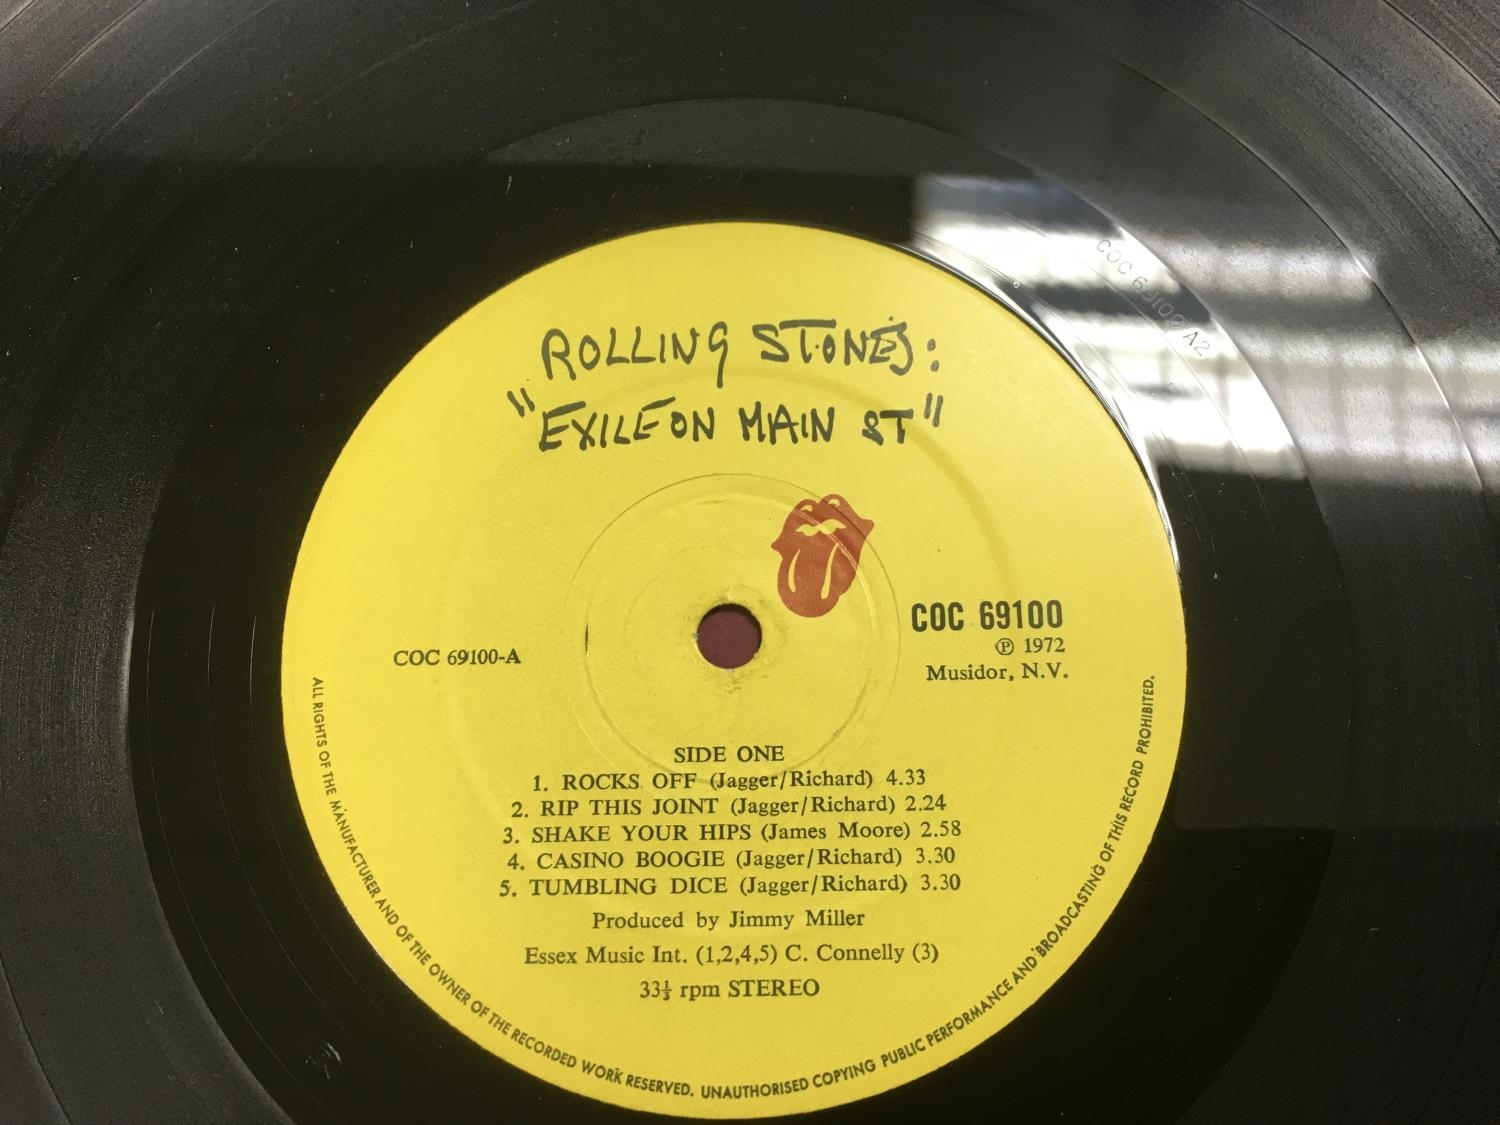 ROLLING STONES:
"EXILE ON MAIN ST"
COC 69100 A2
COC 69100
℗ 1972
Musidor, N.V.
COC 69100-A
SIDE ONE
1. ROCKS OFF (Jagger/Richard) 4.33
2. RIP THIS JOINT (Jagger/Richard) 2.24
3. SHAKE YOUR HIPS (James Moore) 2.58
4. CASINO BOOGIE (Jagger/Richard) 3.30
5. TUMBLING DICE (Jagger/Richard) 3.30
Produced by Jimmy Miller
Essex Music Int. (1,2,4,5) C. Connelly (3)
33⅓ rpm STEREO
ALL RIGHTS OF THE MANUFACTURER AND OF THE OWNER OF THE RECORDED WORK RESERVED. UNAUTHORISED COPYING PUBLIC PERFORMANCE AND BROADCASTING OF THIS RECORD PROHIBITED.